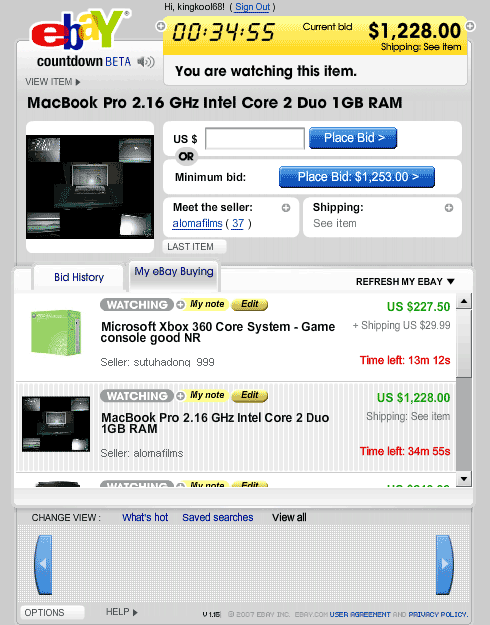 Hi, kingkool68! ( Sign Out )
ebay
countdown BETA
00:34:55
Current bid $1,228.00
Shipping: See item
You are watching this item.
VIEW ITEM
MacBook Pro 2.16 GHz Intel Core 2 Duo 1GB RAM
US $
Place Bid >
OR
Minimum bid:
Place Bid: $1,253.00 >
Meet the seller:
alomafilms ( 37 )
Shipping:
See item
LAST ITEM
Bid History
My eBay Buying
REFRESH MY EBAY
WATCHING My note Edit
US $227.50
Microsoft Xbox 360 Core System - Game console good NR
+ Shipping US $29.99
Seller: sutuhadong_999
Time left: 13m 12s
WATCHING My note Edit
US $1,228.00
MacBook Pro 2.16 GHz Intel Core 2 Duo
1GB RAM
Shipping: See item
Seller: alomafilms
Time left: 34m 55s
WATCHING My note Edit
CHANGE VIEW :
What's hot
Saved searches
View all
OPTIONS
HELP
V 1.15 | © 2007 EBAY INC. EBAY.COM USER AGREEMENT AND PRIVACY POLICY.